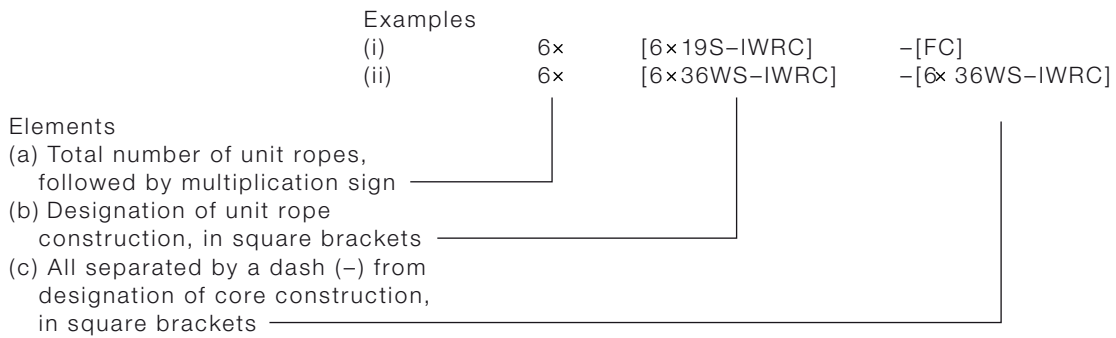 Examples
(i) 6× [6×19S–IWRC] –[FC]
(ii) 6× [6×36WS–IWRC] –[6× 36WS–IWRC]
Elements
(a) Total number of unit ropes,
followed by multiplication sign
(b) Designation of unit rope
construction, in square brackets
(c) All separated by a dash (–) from
designation of core construction,
in square brackets